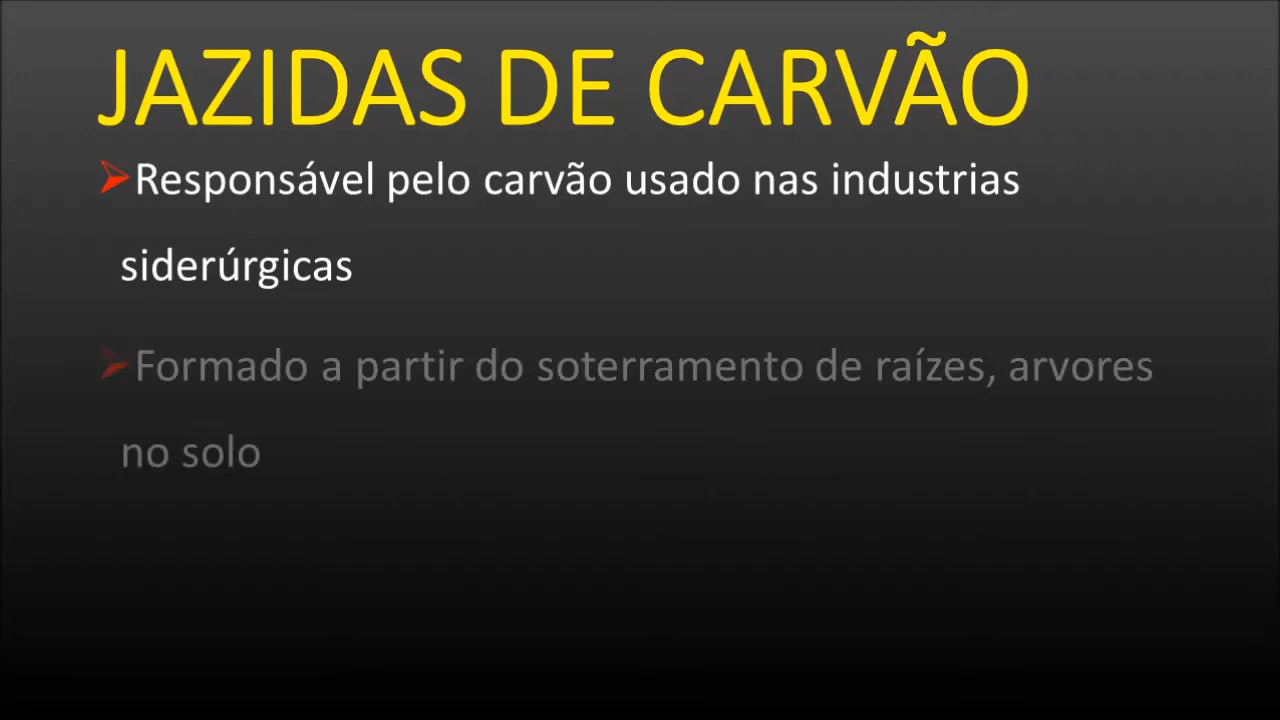 JAZIDAS DE CARVÃO
Responsável pelo carvão usado nas industrias
siderúrgicas
Formado a partir do soterramento de raízes, arvores
no solo